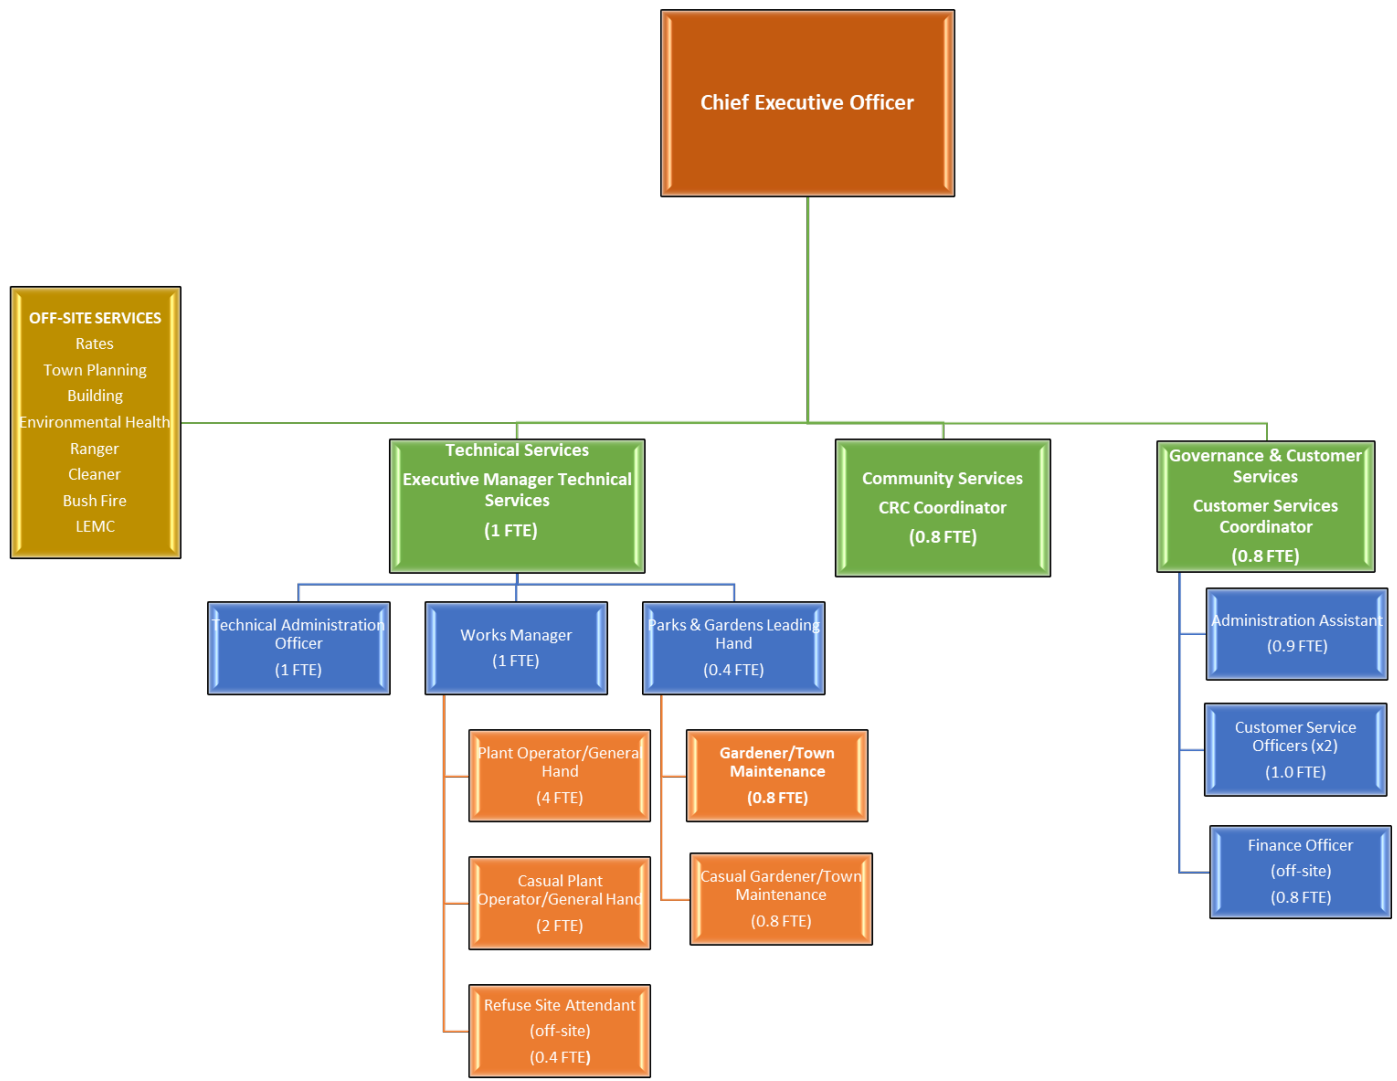 Chief Executive Officer
OFF-SITE SERVICES
Rates
Town Planning
Building
Environmental Health
Ranger
Cleaner
Bush Fire
LEMC
Technical Services
Executive Manager Technical
Services
(1 FTE)
Community Services
CRC Coordinator
(0.8 FTE)
Governance & Customer
Services
Customer Services
Coordinator
(0.8 FTE)
Technical Administration
Officer
(1 FTE)
Works Manager
(1 FTE)
Parks & Gardens Leading
Hand
(0.4 FTE)
Plant Operator/General
Hand
(4 FTE)
Casual Plant
Operator/General Hand
(2 FTE)
Refuse Site Attendant
(off-site)
(0.4 FTE)
Gardener/Town
Maintenance
(0.8 FTE)
Casual Gardener/Town
Maintenance
(0.8 FTE)
Administration Assistant
(0.9 FTE)
Customer Service
Officers (x2)
(1.0 FTE)
Finance Officer
(off-site)
(0.8 FTE)